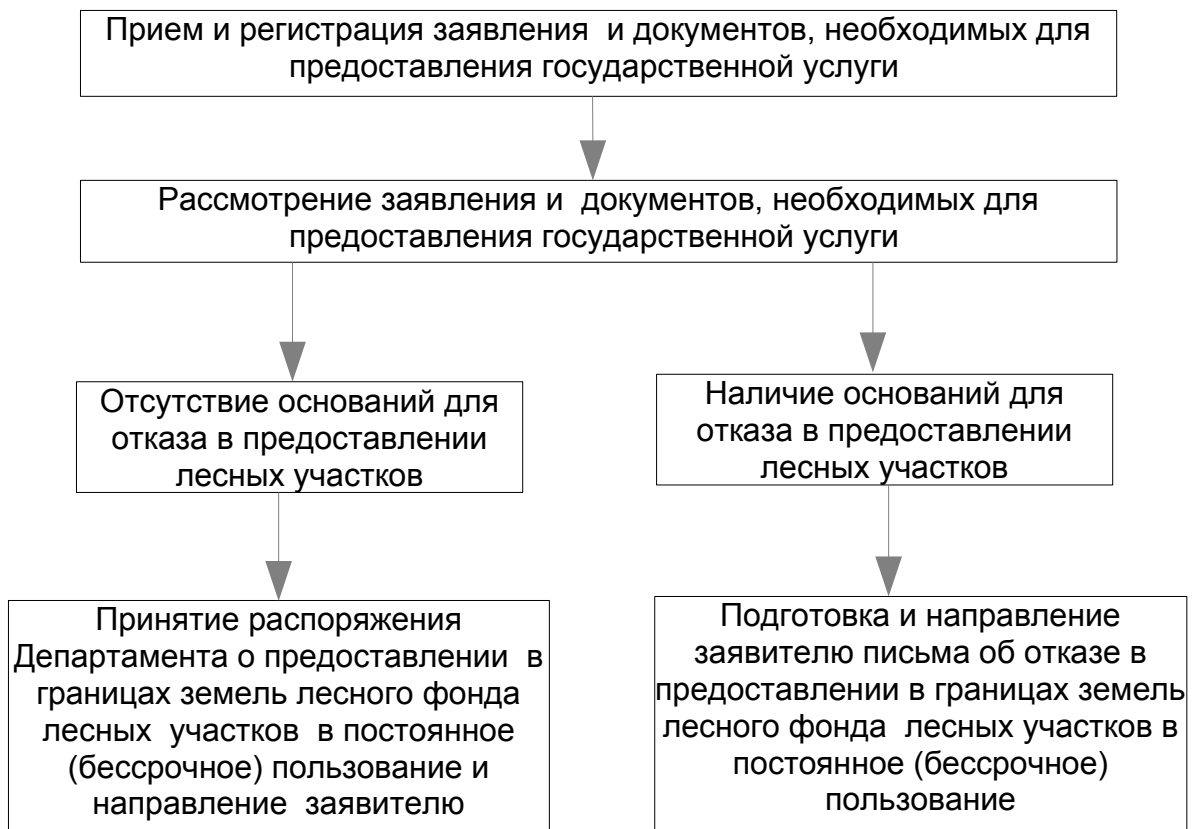 Прием и регистрация заявления  и документов, необходимых для
предоставления государственной услуги
Рассмотрение заявления и  документов, необходимых для
предоставления государственной услуги
Отсутствие оснований для
отказа в предоставлении
лесных участков
Наличие оснований для
отказа в предоставлении
лесных участков
Принятие распоряжения
Департамента о предоставлении  в
границах земель лесного фонда
лесных  участков  в постоянное
(бессрочное) пользование и
направление  заявителю
Подготовка и направление
заявителю письма об отказе в
предоставлении в границах земель
лесного фонда  лесных участков в
постоянное (бессрочное)
пользование